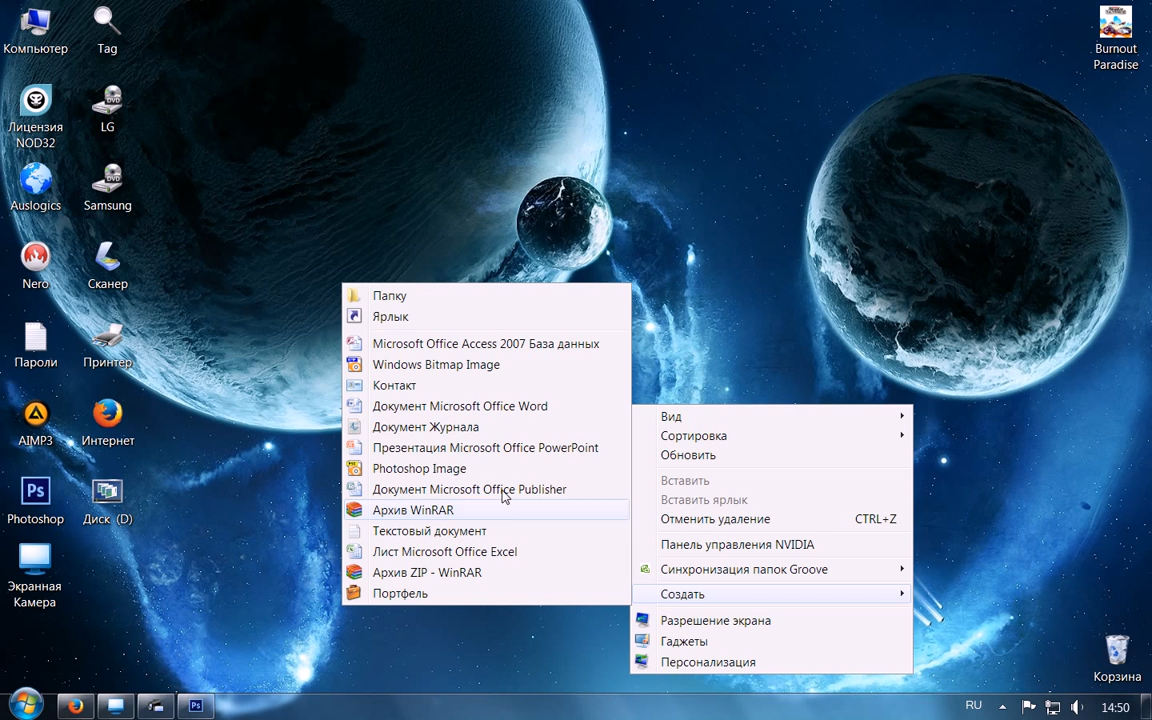 Компьютер
Tag
Лицензия
NOD32
LG
Auslogics
Samsung
Nero
Сканер
Пароли
Принтер
AIMP3
Интернет
Photoshop
Диск (D)
Экранная
Камера
Burnout
Paradise
Папку
Ярлык
Microsoft Office Access 2007 База данных
Windows Bitmap Image
Контакт
Документ Microsoft Office Word
Документ Журнала
Презентация Microsoft Office PowerPoint
Photoshop Image
Документ Microsoft Office Publisher
Архив WinRAR
Текстовый документ
Лист Microsoft Office Excel
Архив ZIP - WinRAR
Портфель
Вид
Сортировка
Обновить
Вставить
Вставить ярлык
Отменить удаление CTRL+Z
Панель управления NVIDIA
Синхронизация папок Groove
Создать
Разрешение экрана
Гаджеты
Персонализация
Корзина
RU
14:50